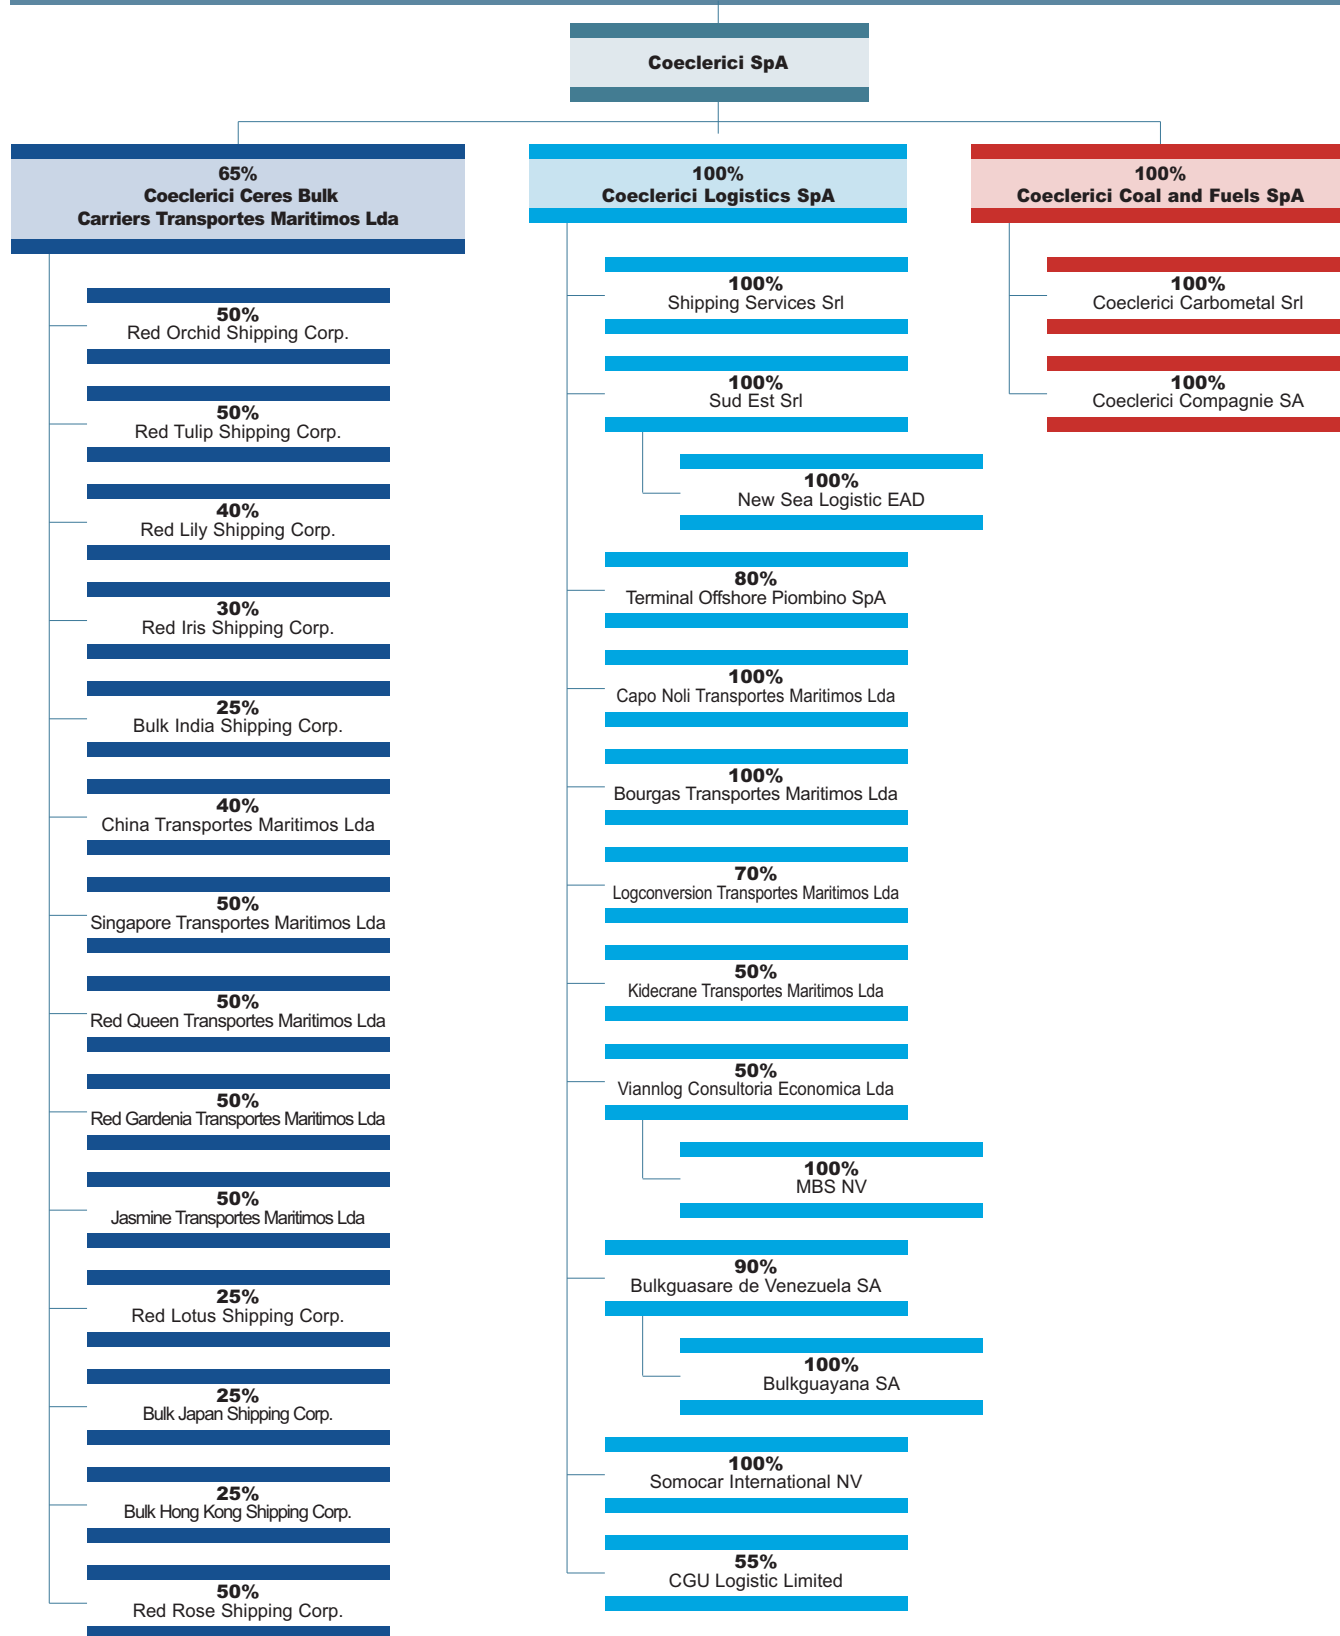 Coeclerici SpA
65%
Coeclerici Ceres Bulk
Carriers Transportes Maritimos Lda
50%
Red Orchid Shipping Corp.
50%
Red Tulip Shipping Corp.
40%
Red Lily Shipping Corp.
30%
Red Iris Shipping Corp.
25%
Bulk India Shipping Corp.
40%
China Transportes Maritimos Lda
50%
Singapore Transportes Maritimos Lda
50%
Red Queen Transportes Maritimos Lda
50%
Red Gardenia Transportes Maritimos Lda
50%
Jasmine Transportes Maritimos Lda
25%
Red Lotus Shipping Corp.
25%
Bulk Japan Shipping Corp.
25%
Bulk Hong Kong Shipping Corp.
50%
Red Rose Shipping Corp.
100%
Coeclerici Logistics SpA
100%
Shipping Services Srl
100%
Sud Est Srl
100%
New Sea Logistic EAD
80%
Terminal Offshore Piombino SpA
100%
Capo Noli Transportes Maritimos Lda
100%
Bourgas Transportes Maritimos Lda
70%
Logconversion Transportes Maritimos Lda
50%
Kidecrane Transportes Maritimos Lda
50%
Viannlog Consultoria Economica Lda
100%
MBS NV
90%
Bulkguasare de Venezuela SA
100%
Bulkguayana SA
100%
Somocar International NV
55%
CGU Logistic Limited
100%
Coeclerici Coal and Fuels SpA
100%
Coeclerici Carbometal Srl
100%
Coeclerici Compagnie SA